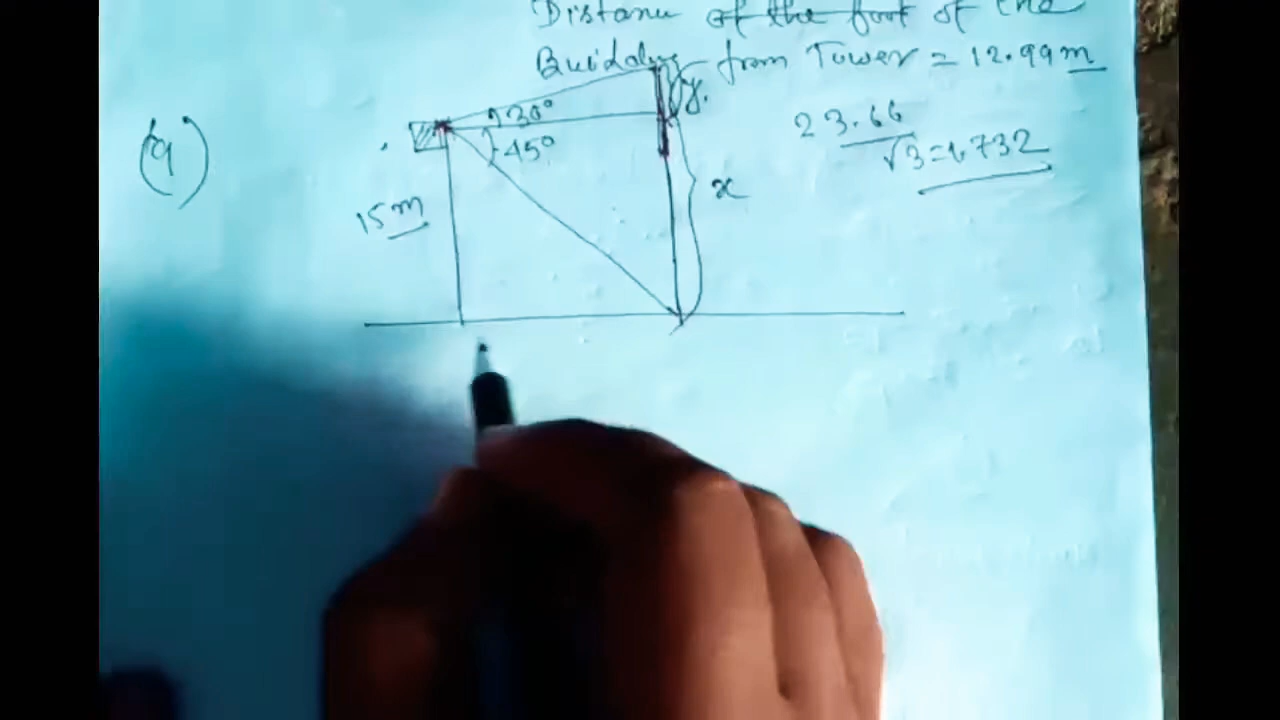 Distance of the foot of the
Building from Tower = 12.99m
(9)
30°
y.
45°
23.66
√3=1.732
15m
x